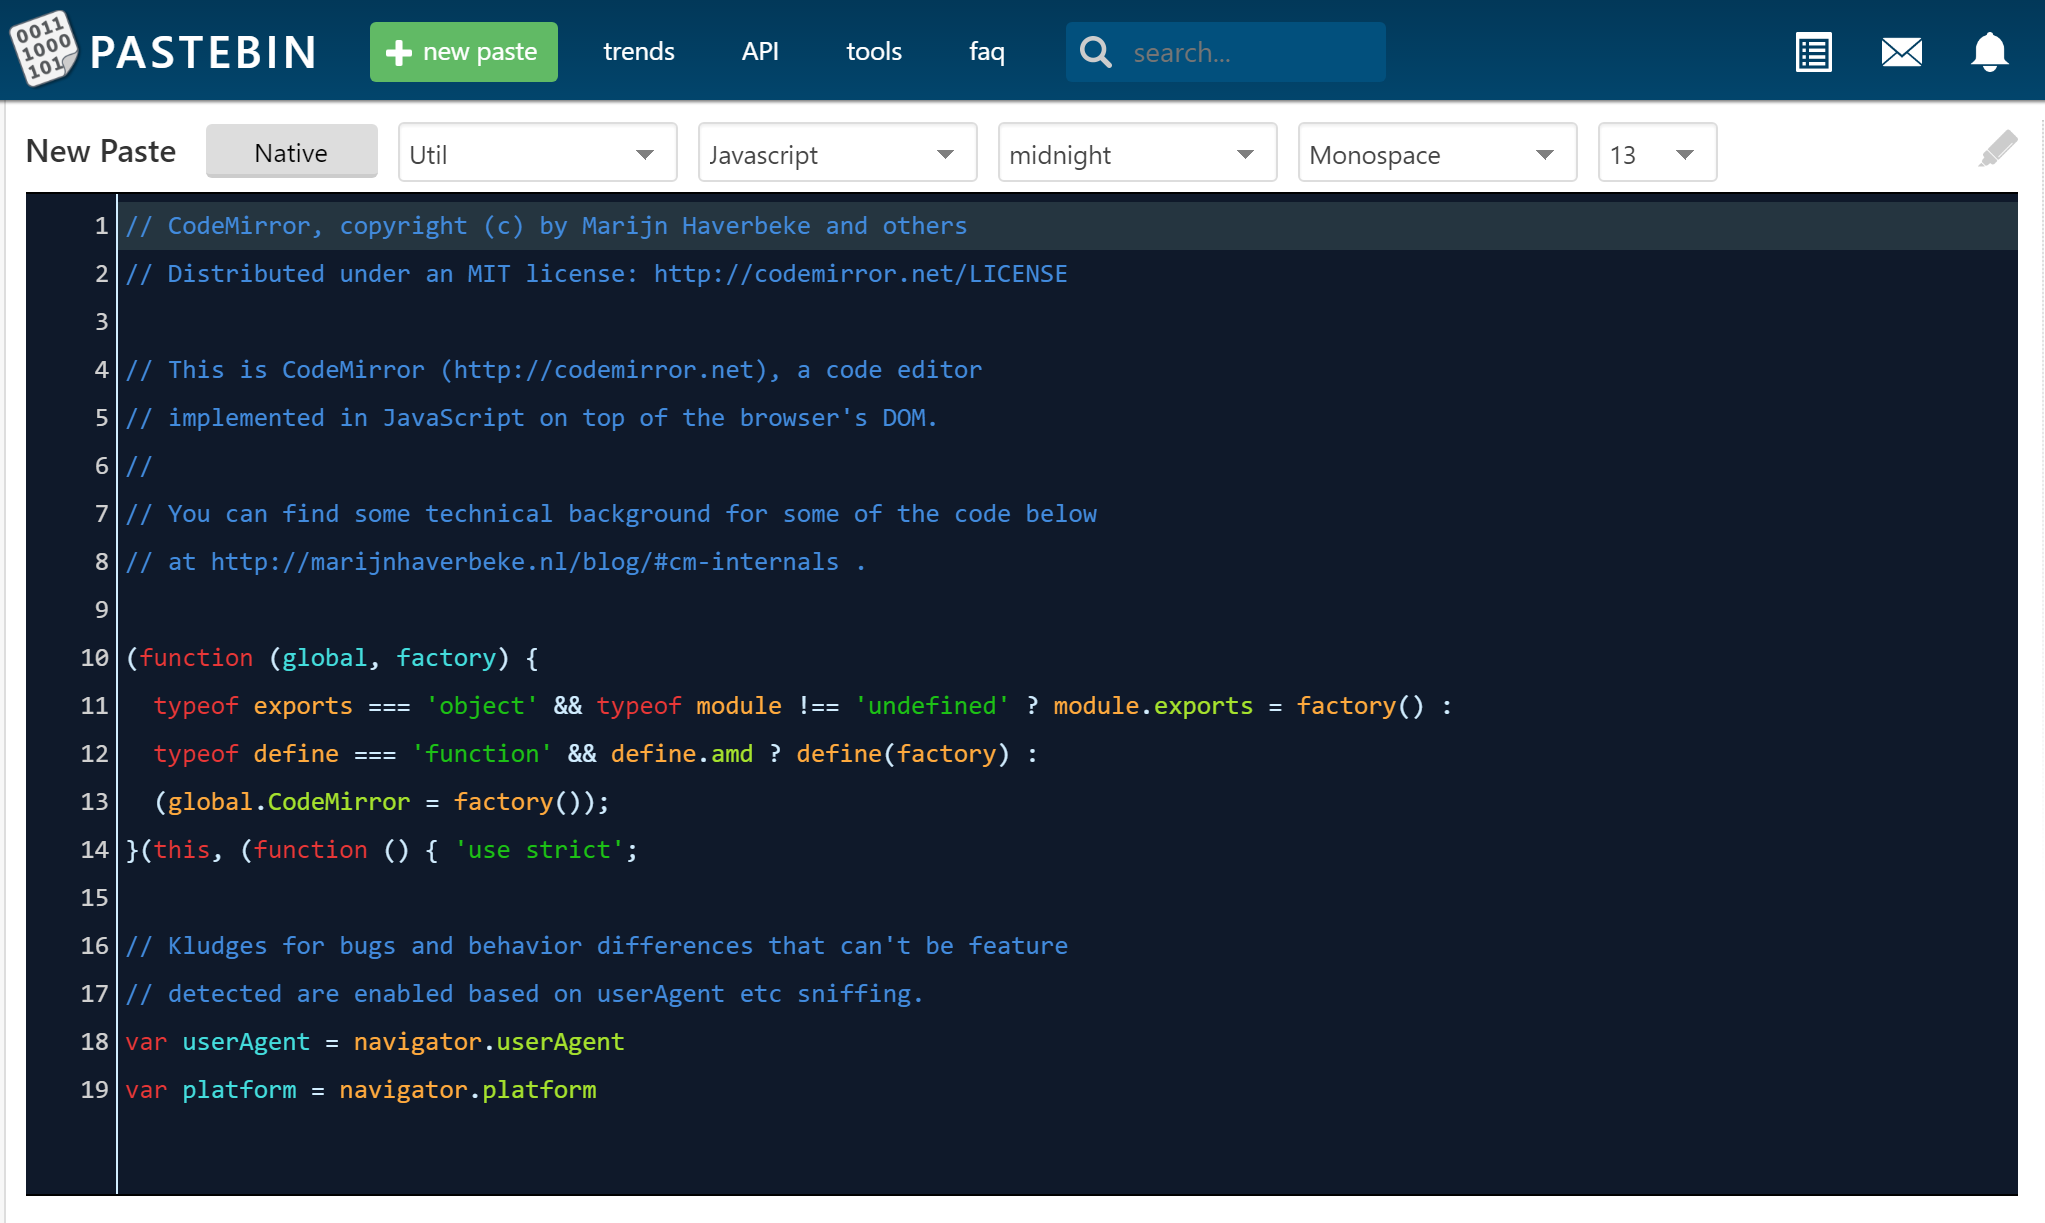 0011
1000
101
PASTEBIN
new paste
trends
API
tools
faq
search...
New Paste
Native
Util
Javascript
midnight
Monospace
13
1 // CodeMirror, copyright (c) by Marijn Haverbeke and others
2 // Distributed under an MIT license: http://codemirror.net/LICENSE
3
4 // This is CodeMirror (http://codemirror.net), a code editor
5 // implemented in JavaScript on top of the browser's DOM.
6 //
7 // You can find some technical background for some of the code below
8 // at http://marijnhaverbeke.nl/blog/#cm-internals .
9
10 (function (global, factory) {
11   typeof exports === 'object' && typeof module !== 'undefined' ? module.exports = factory() :
12   typeof define === 'function' && define.amd ? define(factory) :
13   (global.CodeMirror = factory());
14 }(this, (function () { 'use strict';
15
16 // Kludges for bugs and behavior differences that can't be feature
17 // detected are enabled based on userAgent etc sniffing.
18 var userAgent = navigator.userAgent
19 var platform = navigator.platform